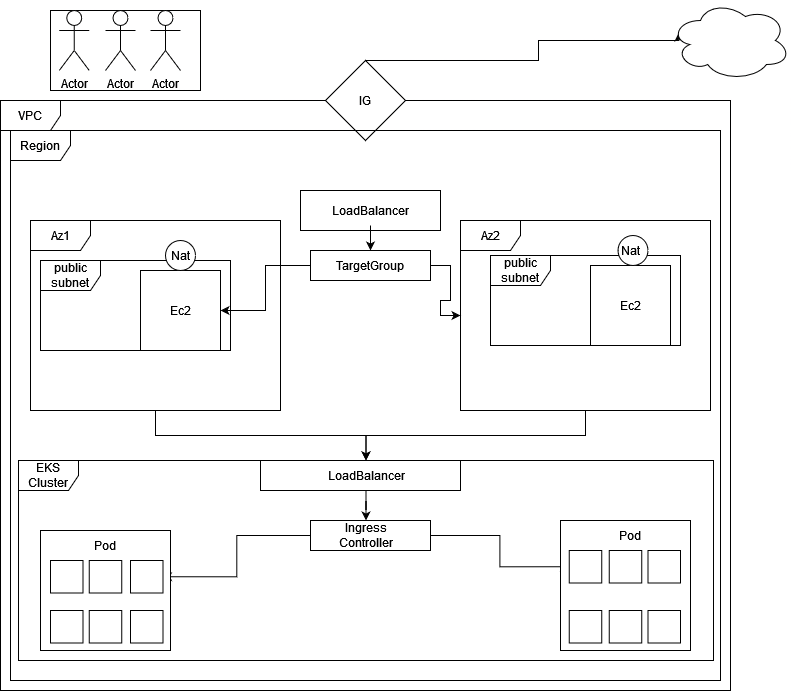 Actor
Actor
Actor
IG
VPC
Region
LoadBalancer
Az1
TargetGroup
Az2
Nat
public
subnet
Ec2
Nat
public
subnet
Ec2
EKS
Cluster
LoadBalancer
Ingress
Controller
Pod
Pod